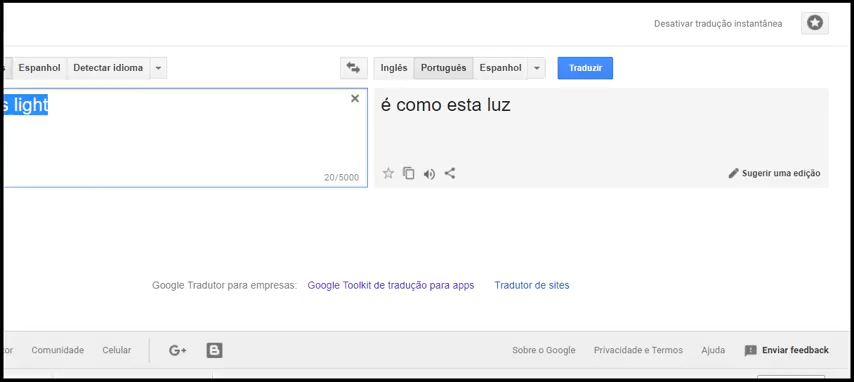 Desativar tradução instantânea
s Espanhol Detectar idioma Inglês Português Espanhol Traduzir
s light
é como esta luz
20/5000
Sugerir uma edição
Google Tradutor para empresas: Google Toolkit de tradução para apps Tradutor de sites
tor Comunidade Celular G+ B Sobre o Google Privacidade e Termos Ajuda Enviar feedback